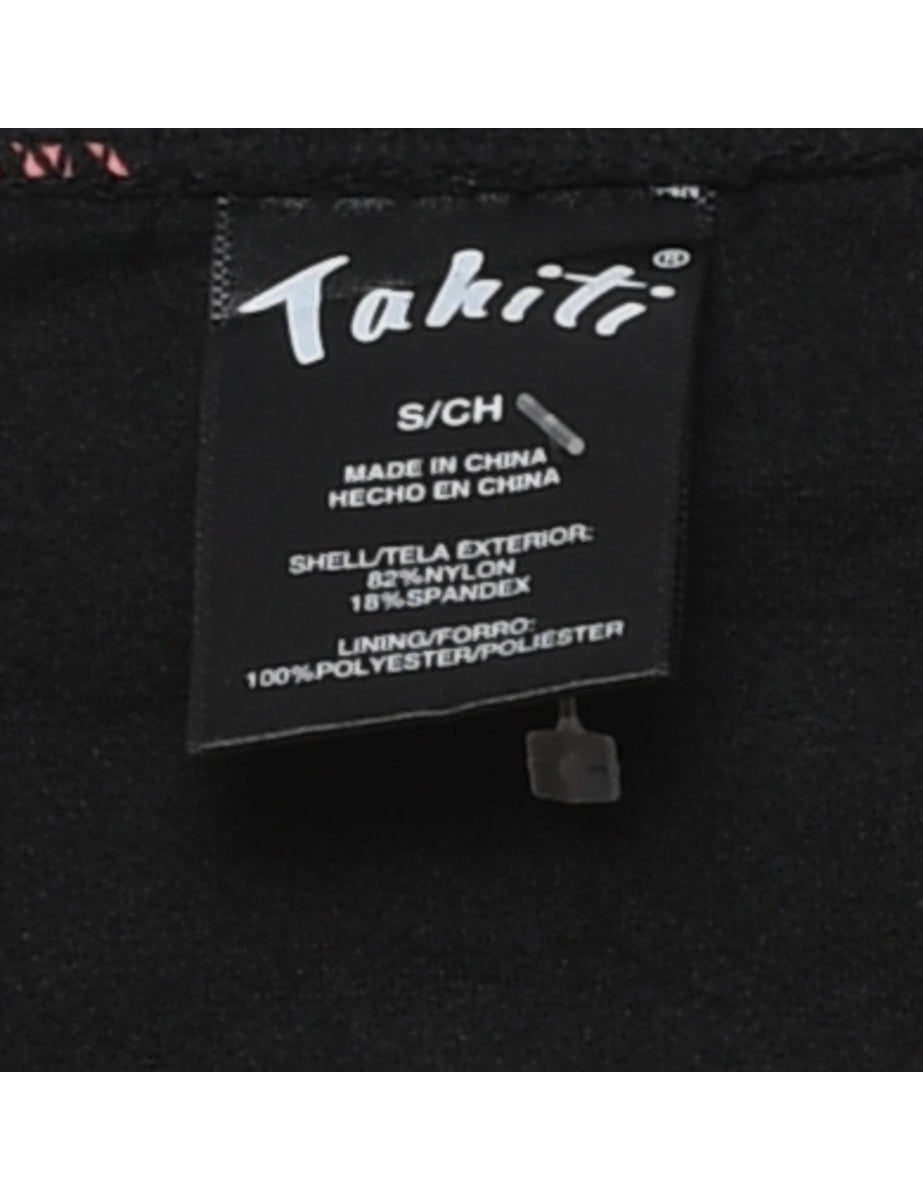 Tahiti®
S/CH
MADE IN CHINA
HECHO EN CHINA
SHELL/TELA EXTERIOR:
82%NYLON
18%SPANDEX
LINING/FORRO:
100%POLYESTER/POLIÉSTER